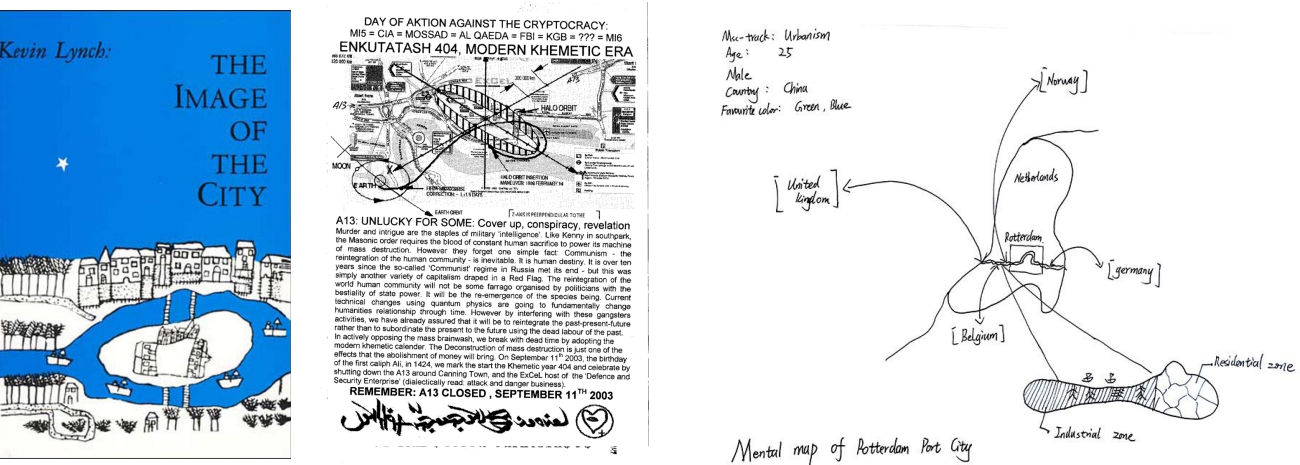 Kevin Lynch:
THE
IMAGE
OF
THE
CITY
DAY OF AKTION AGAINST THE CRYPTOCRACY:
MI5 = CIA = MOSSAD = AL QAEDA = FBI = KGB = ??? = MI6
ENKUTATASH 404, MODERN KHEMETIC ERA
ExCeL
A13
A13
HALO ORBIT
MOON
X
EARTH
HALO ORBIT INSERTION
EARTH ORBIT
Z-AXIS IS PERPENDICULAR TO THE
A13: UNLUCKY FOR SOME: Cover up, conspiracy, revelation
Murder and intrigue are the staples of military 'intelligence'. Like Kenny in southpark,
the Masonic order requires the blood of constant human sacrifice to power its machine
of mass destruction. However they forget one simple fact: Communism - the
reintegration of the human community - is inevitable. It is human destiny. It is over ten
years since the so-called 'Communist' regime in Russia met its end - but this was
simply another variety of capitalism draped in a Red Flag. The reintegration of the
world human community will not be some farrago organised by politicians with the
bestiality of state power. It will be the re-emergence of the species being. Current
technical changes using quantum physics are going to fundamentally change
humanities relationship through time. However by interfering with these gangsters
activities, we have already assured that it will be to reintegrate the past-present-future
rather than to subordinate the present to the future using the dead labour of the past.
In actively opposing the mass brainwash, we break with dead time by adopting the
modern khemetic calender. The Deconstruction of mass destruction is just one of the
effects that the abolishment of money will bring. On September 11th 2003, the birthday
of the first caliph Ali, in 1424, we mark the start the Khemetic year 404 and celebrate by
shutting down the A13 around Canning Town, and the ExCeL host of the 'Defence and
Security Enterprise' (dialectically read: attack and danger business).
REMEMBER: A13 CLOSED , SEPTEMBER 11TH 2003
Mu-track: Urbanism
Age: 25
Male
Country: China
Favourite color: Green, Blue
[Norway]
[United kingdom]
Netherlands
Rotterdam
[germany]
[Belgium]
Residential zone
Industrial zone
Mental map of Rotterdam Port City